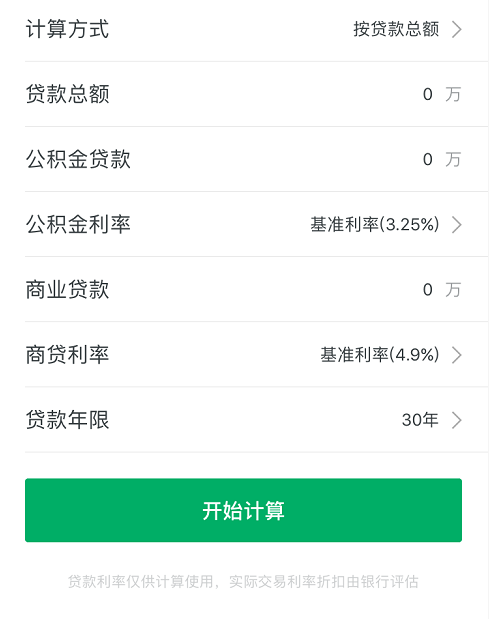 计算方式 按贷款总额
贷款总额 0 万
公积金贷款 0 万
公积金利率 基准利率(3.25%)
商业贷款 0 万
商贷利率 基准利率(4.9%)
贷款年限 30年
开始计算
贷款利率仅供计算使用，实际交易利率折扣由银行评估